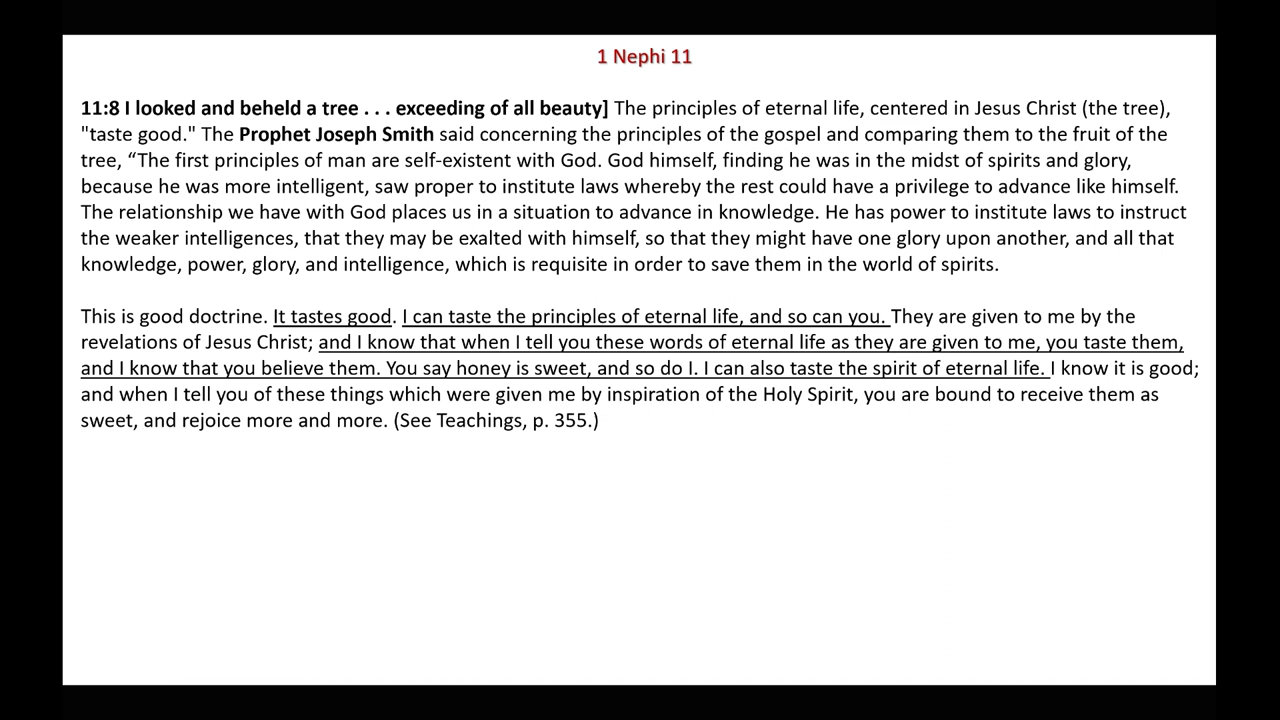 1 Nephi 11
11:8 I looked and beheld a tree . . . exceeding of all beauty] The principles of eternal life, centered in Jesus Christ (the tree),
"taste good." The Prophet Joseph Smith said concerning the principles of the gospel and comparing them to the fruit of the
tree, “The first principles of man are self-existent with God. God himself, finding he was in the midst of spirits and glory,
because he was more intelligent, saw proper to institute laws whereby the rest could have a privilege to advance like himself.
The relationship we have with God places us in a situation to advance in knowledge. He has power to institute laws to instruct
the weaker intelligences, that they may be exalted with himself, so that they might have one glory upon another, and all that
knowledge, power, glory, and intelligence, which is requisite in order to save them in the world of spirits.
This is good doctrine. It tastes good. I can taste the principles of eternal life, and so can you. They are given to me by the
revelations of Jesus Christ; and I know that when I tell you these words of eternal life as they are given to me, you taste them,
and I know that you believe them. You say honey is sweet, and so do I. I can also taste the spirit of eternal life. I know it is good;
and when I tell you of these things which were given me by inspiration of the Holy Spirit, you are bound to receive them as
sweet, and rejoice more and more. (See Teachings, p. 355.)